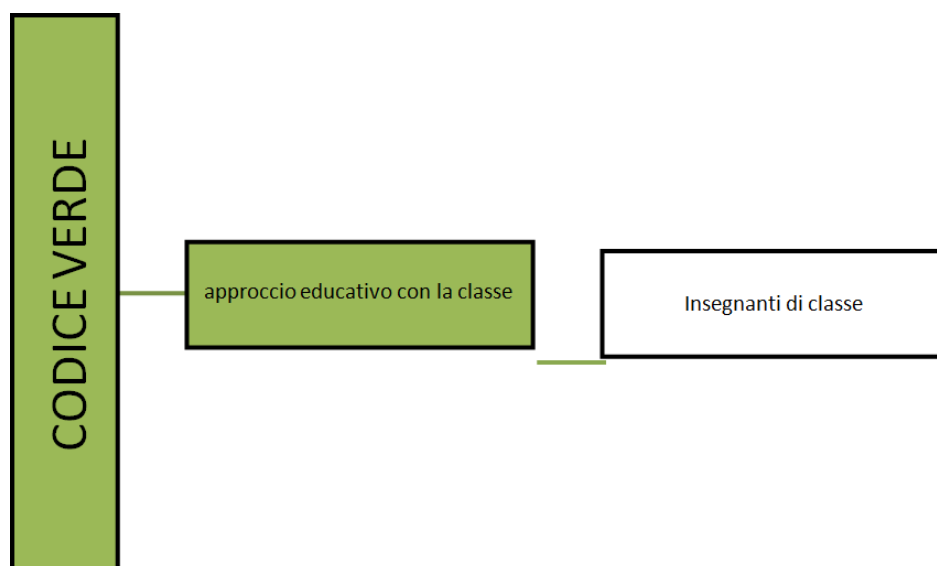 CODICE VERDE
approccio educativo con la classe
Insegnanti di classe